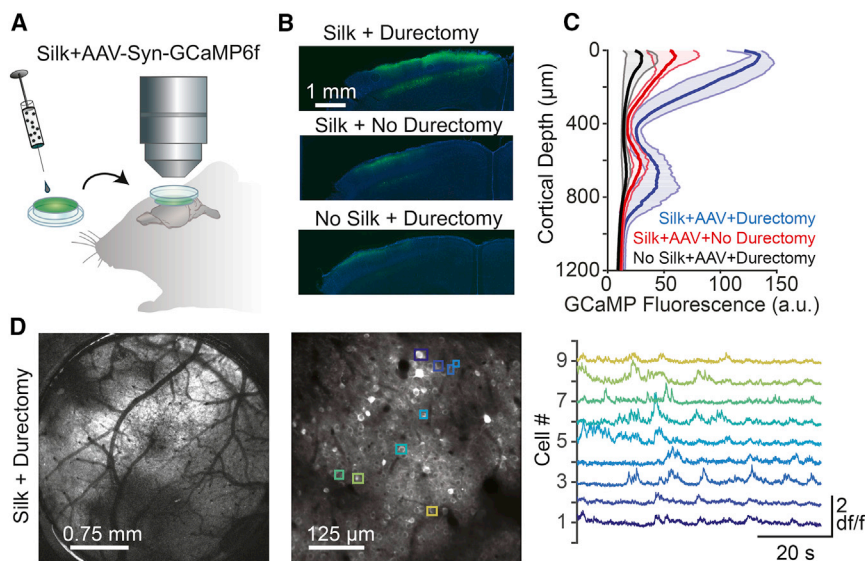 A
Silk+AAV-Syn-GCaMP6f
B
Silk + Durectomy
1 mm
Silk + No Durectomy
No Silk + Durectomy
C
0
400
800
1200
Cortical Depth (µm)
Silk+AAV+Durectomy
Silk+AAV+No Durectomy
No Silk+AAV+Durectomy
0 50 100 150
GCaMP Fluorescence (a.u.)
D
Silk + Durectomy
0.75 mm
125 µm
9
7
5
3
1
Cell #
2
df/f
20 s